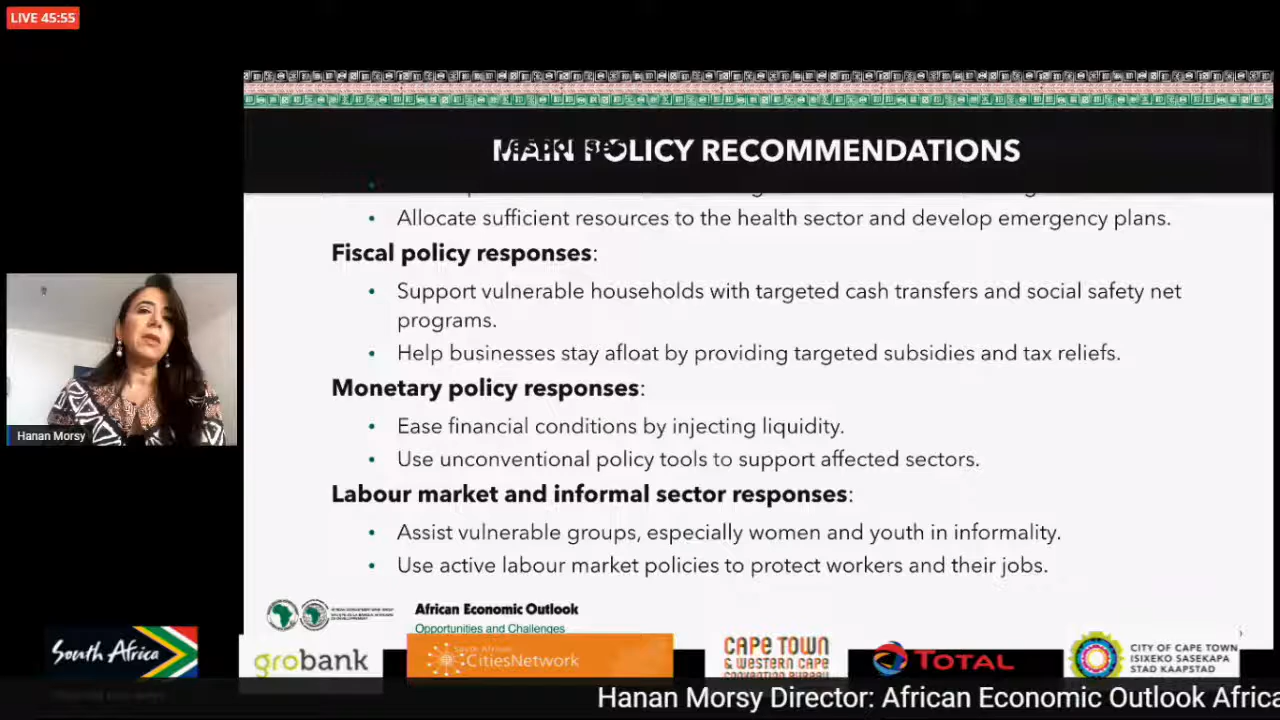 LIVE 45:55
MAIN POLICY RECOMMENDATIONS
• Allocate sufficient resources to the health sector and develop emergency plans.
Fiscal policy responses:
• Support vulnerable households with targeted cash transfers and social safety net
programs.
• Help businesses stay afloat by providing targeted subsidies and tax reliefs.
Monetary policy responses:
• Ease financial conditions by injecting liquidity.
• Use unconventional policy tools to support affected sectors.
Labour market and informal sector responses:
• Assist vulnerable groups, especially women and youth in informality.
• Use active labour market policies to protect workers and their jobs.
Hanan Morsy
African Economic Outlook
Opportunities and Challenges
South Africa
grobank
South African
CitiesNetwork
CAPE TOWN
& WESTERN CAPE
CONVENTION BUREAU
TOTAL
CITY OF CAPE TOWN
ISIXEKO SASEKAPA
STAD KAAPSTAD
Hanan Morsy Director: African Economic Outlook Africa